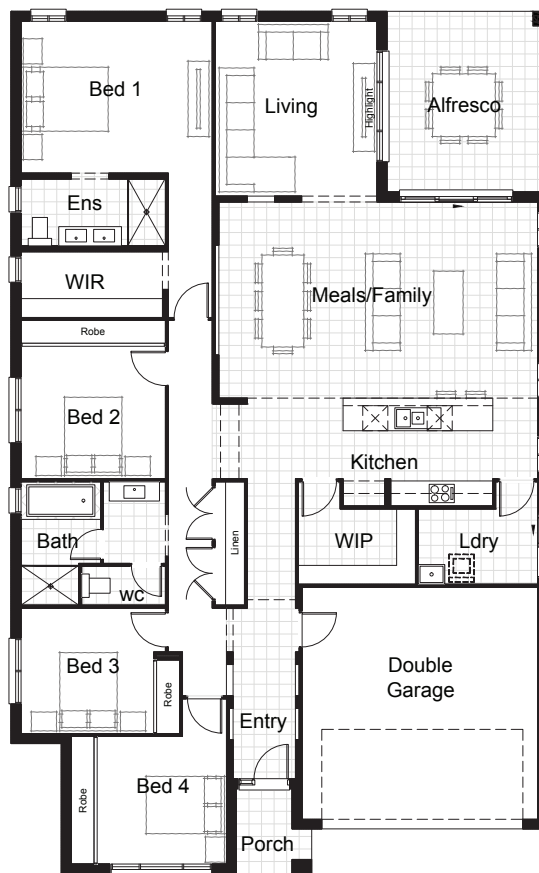 Bed 1
Living
Highlight
Alfresco
Ens
WIR
Meals/Family
Robe
Bed 2
Kitchen
Bath
Linen
WIP
Ldry
wc
Bed 3
Robe
Double
Garage
Entry
Robe
Bed 4
Porch